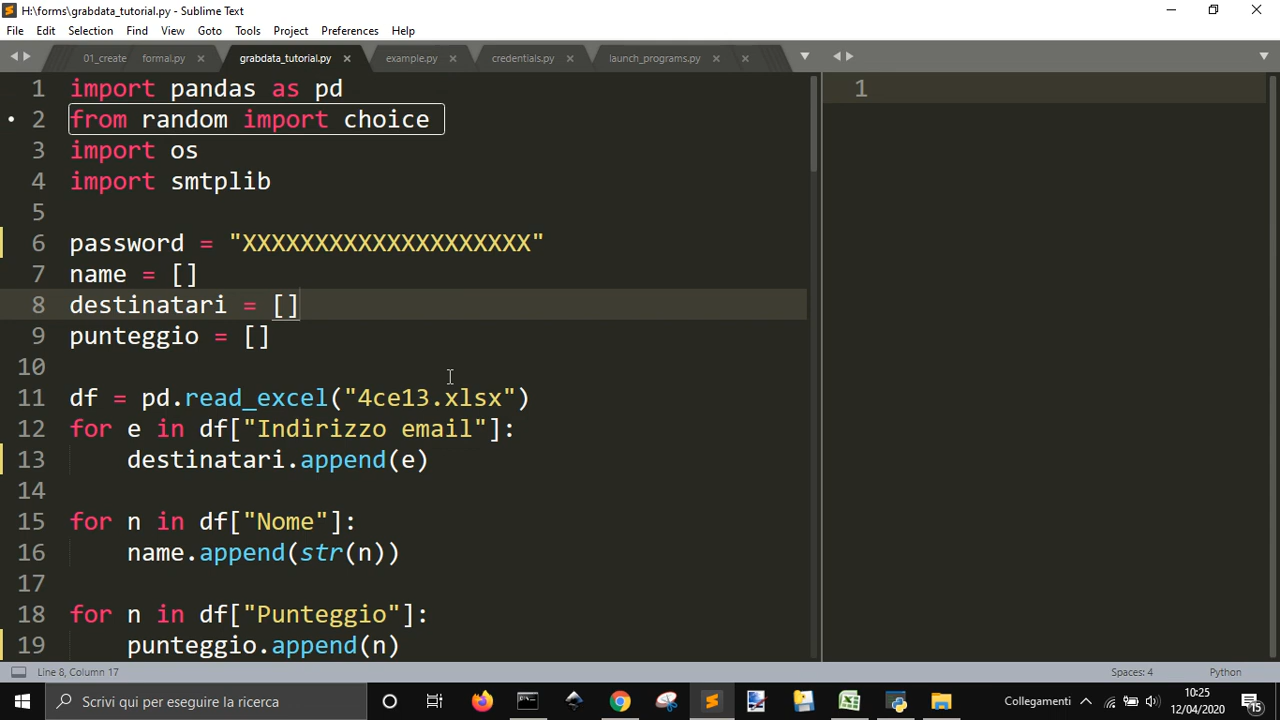 H:\forms\grabdata_tutorial.py - Sublime Text
File Edit Selection Find View Goto Tools Project Preferences Help
01_create formal.py grabdata_tutorial.py example.py credentials.py launch_programs.py
1 import pandas as pd
2 from random import choice
3 import os
4 import smtplib
5
6 password = "XXXXXXXXXXXXXXXXXXXX"
7 name = []
8 destinatari = []
9 punteggio = []
10
11 df = pd.read_excel("4ce13.xlsx")
12 for e in df["Indirizzo email"]:
13 destinatari.append(e)
14
15 for n in df["Nome"]:
16 name.append(str(n))
17
18 for n in df["Punteggio"]:
19 punteggio.append(n)
1
Line 8, Column 17 Spaces: 4 Python
Scrivi qui per eseguire la ricerca Collegamenti 10:25
12/04/2020 15